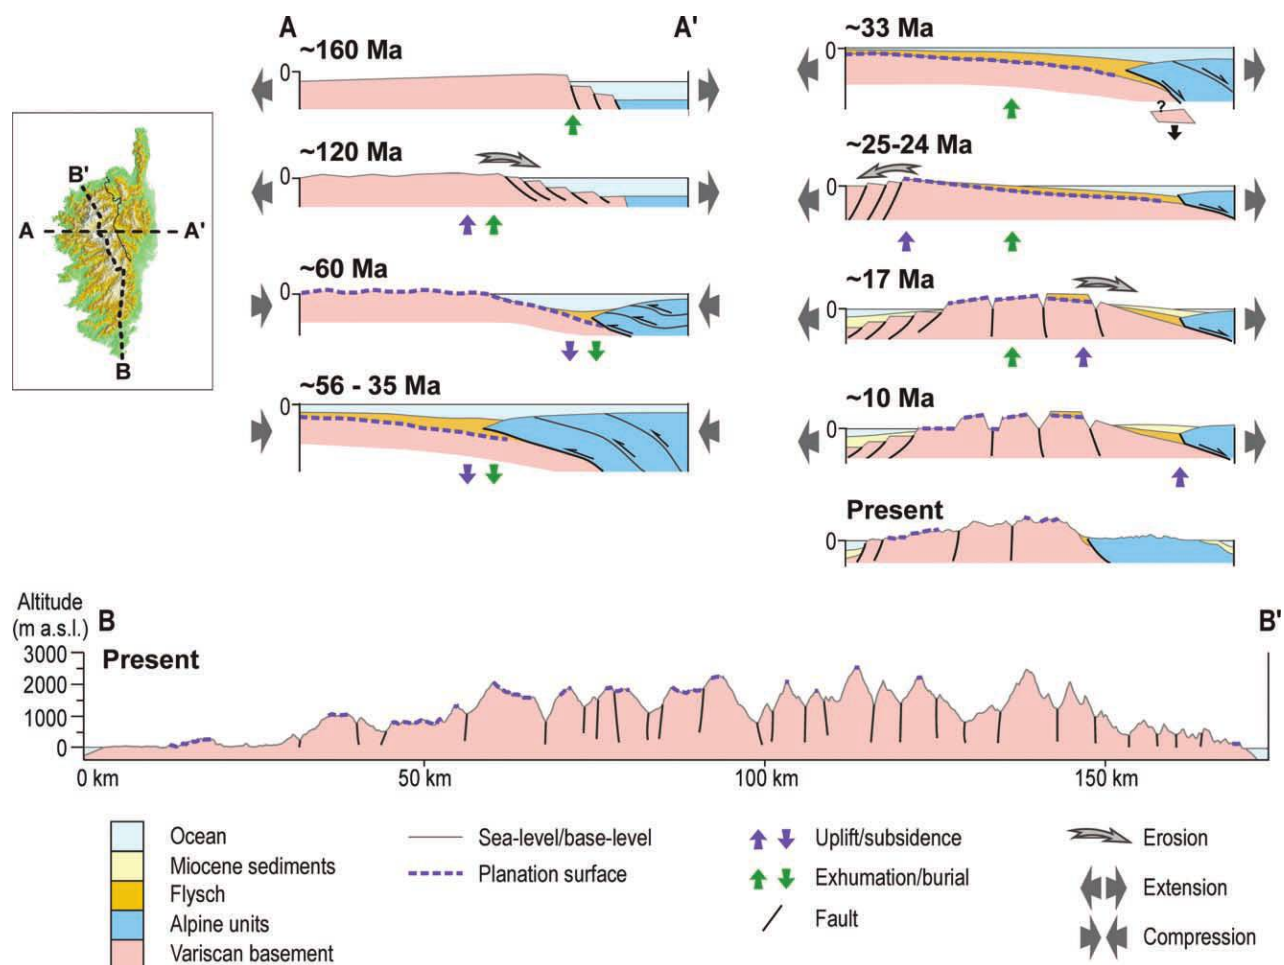 A
A'
~160 Ma
0
~120 Ma
0
~60 Ma
0
~56 - 35 Ma
0
~33 Ma
0
?
~25-24 Ma
0
~17 Ma
0
~10 Ma
0
Present
0
B'
A
A'
B
Altitude
(m a.s.l.)
B
B'
Present
3000
2000
1000
0
0 km
50 km
100 km
150 km
Ocean
Miocene sediments
Flysch
Alpine units
Variscan basement
Sea-level/base-level
Planation surface
Uplift/subsidence
Exhumation/burial
Fault
Erosion
Extension
Compression